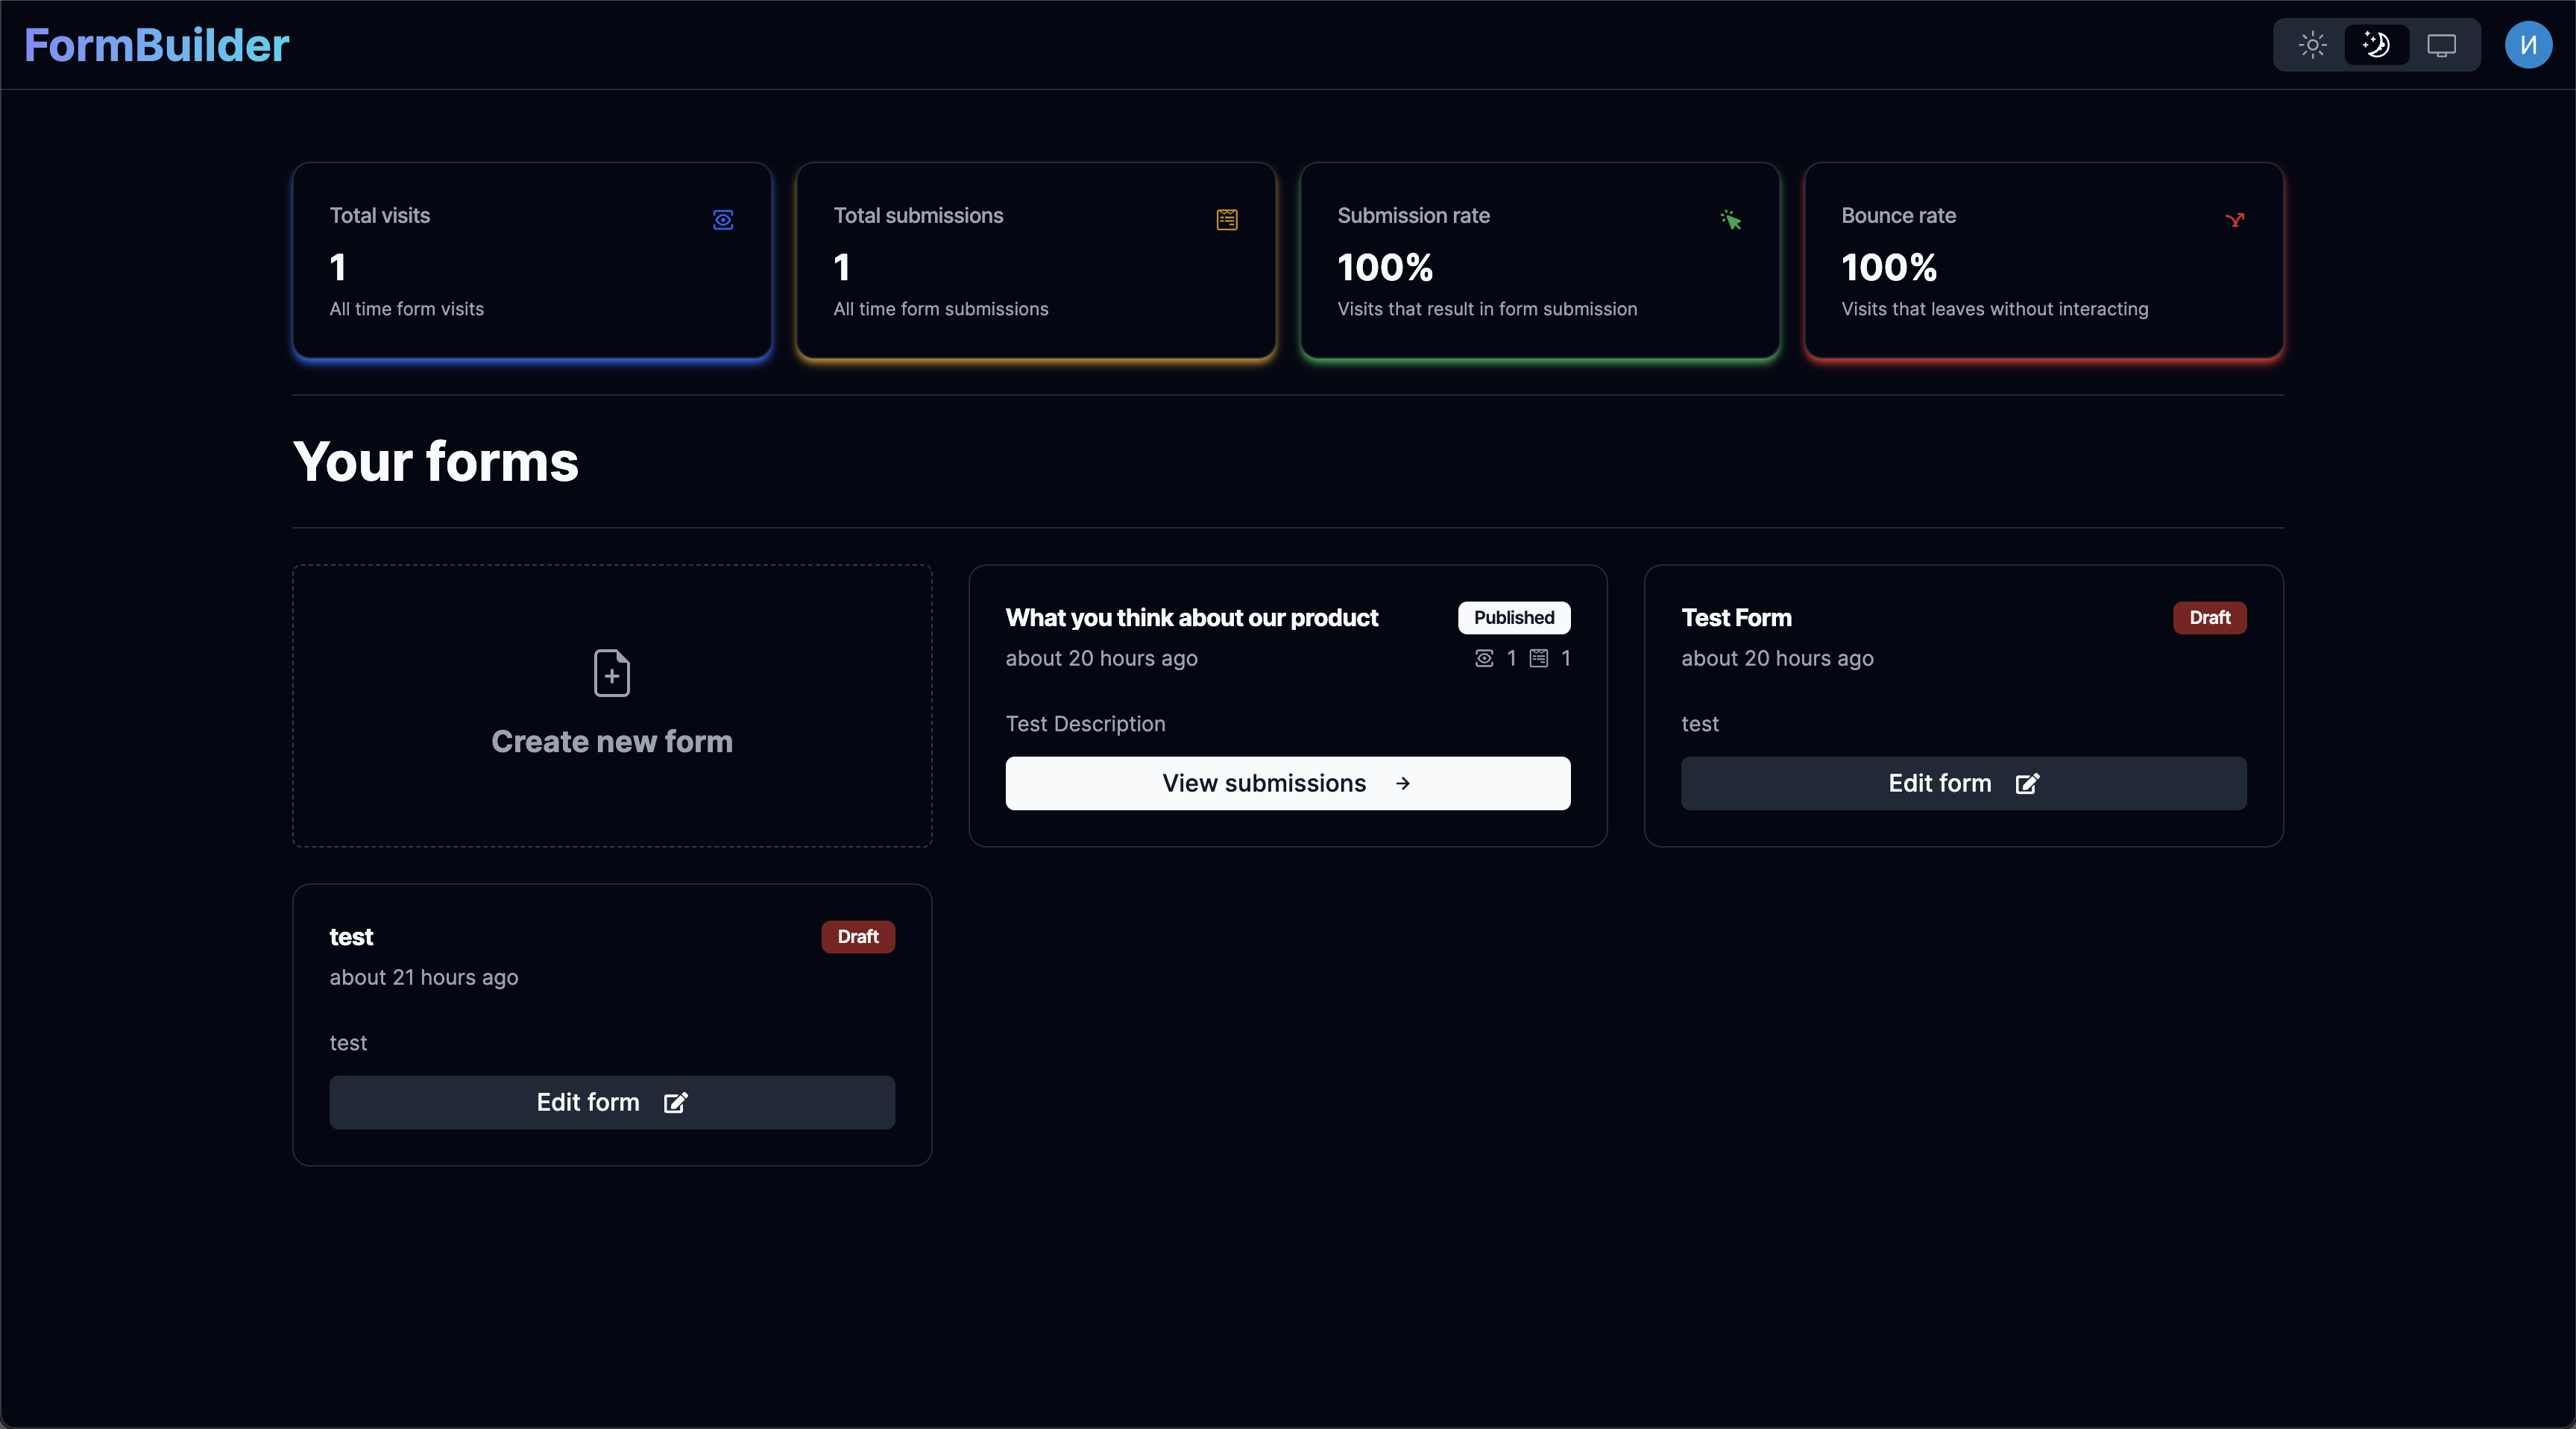 FormBuilder
И
Total visits
1
All time form visits
Total submissions
1
All time form submissions
Submission rate
100%
Visits that result in form submission
Bounce rate
100%
Visits that leaves without interacting
Your forms
Create new form
What you think about our product
Published
about 20 hours ago
1 1
Test Description
View submissions
Test Form
Draft
about 20 hours ago
test
Edit form
test
Draft
about 21 hours ago
test
Edit form